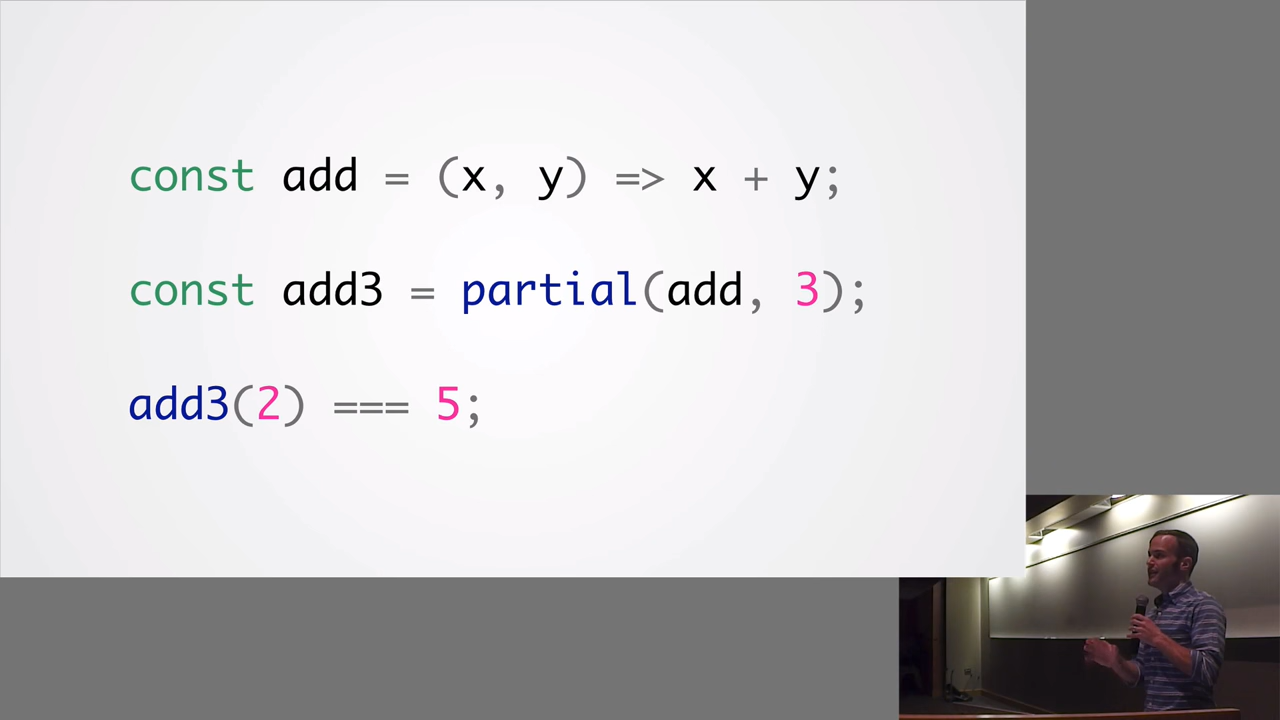 const add = (x, y) => x + y;
const add3 = partial(add, 3);
add3(2) === 5;